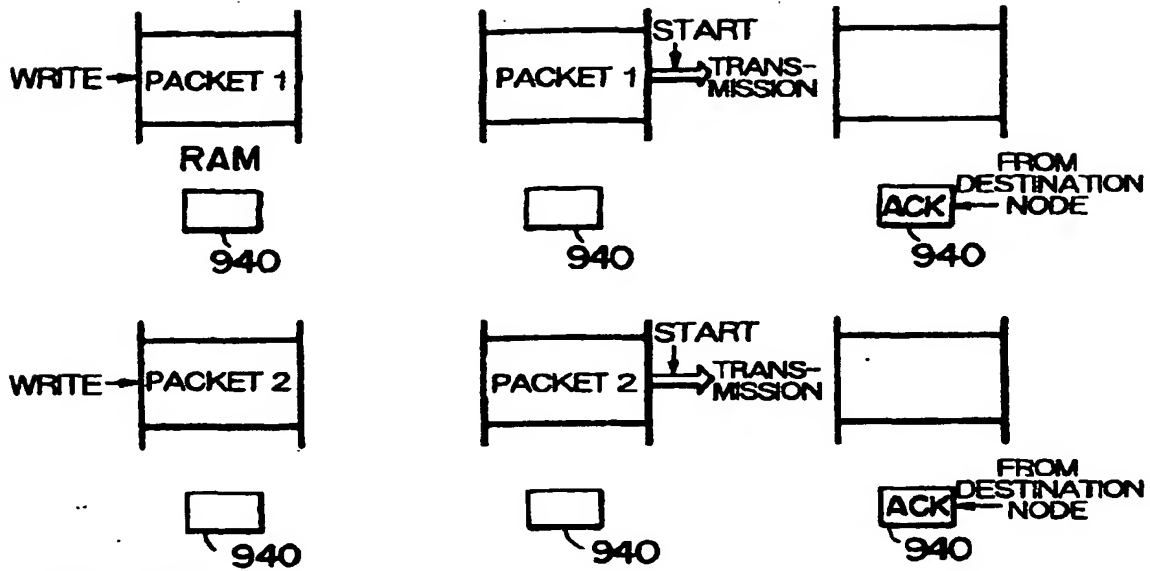 WRITE
PACKET 1
RAM
940
PACKET 1
START
TRANS-
MISSION
940
ACK
FROM
DESTINATION
NODE
940
WRITE
PACKET 2
940
PACKET 2
START
TRANS-
MISSION
940
ACK
FROM
DESTINATION
NODE
940